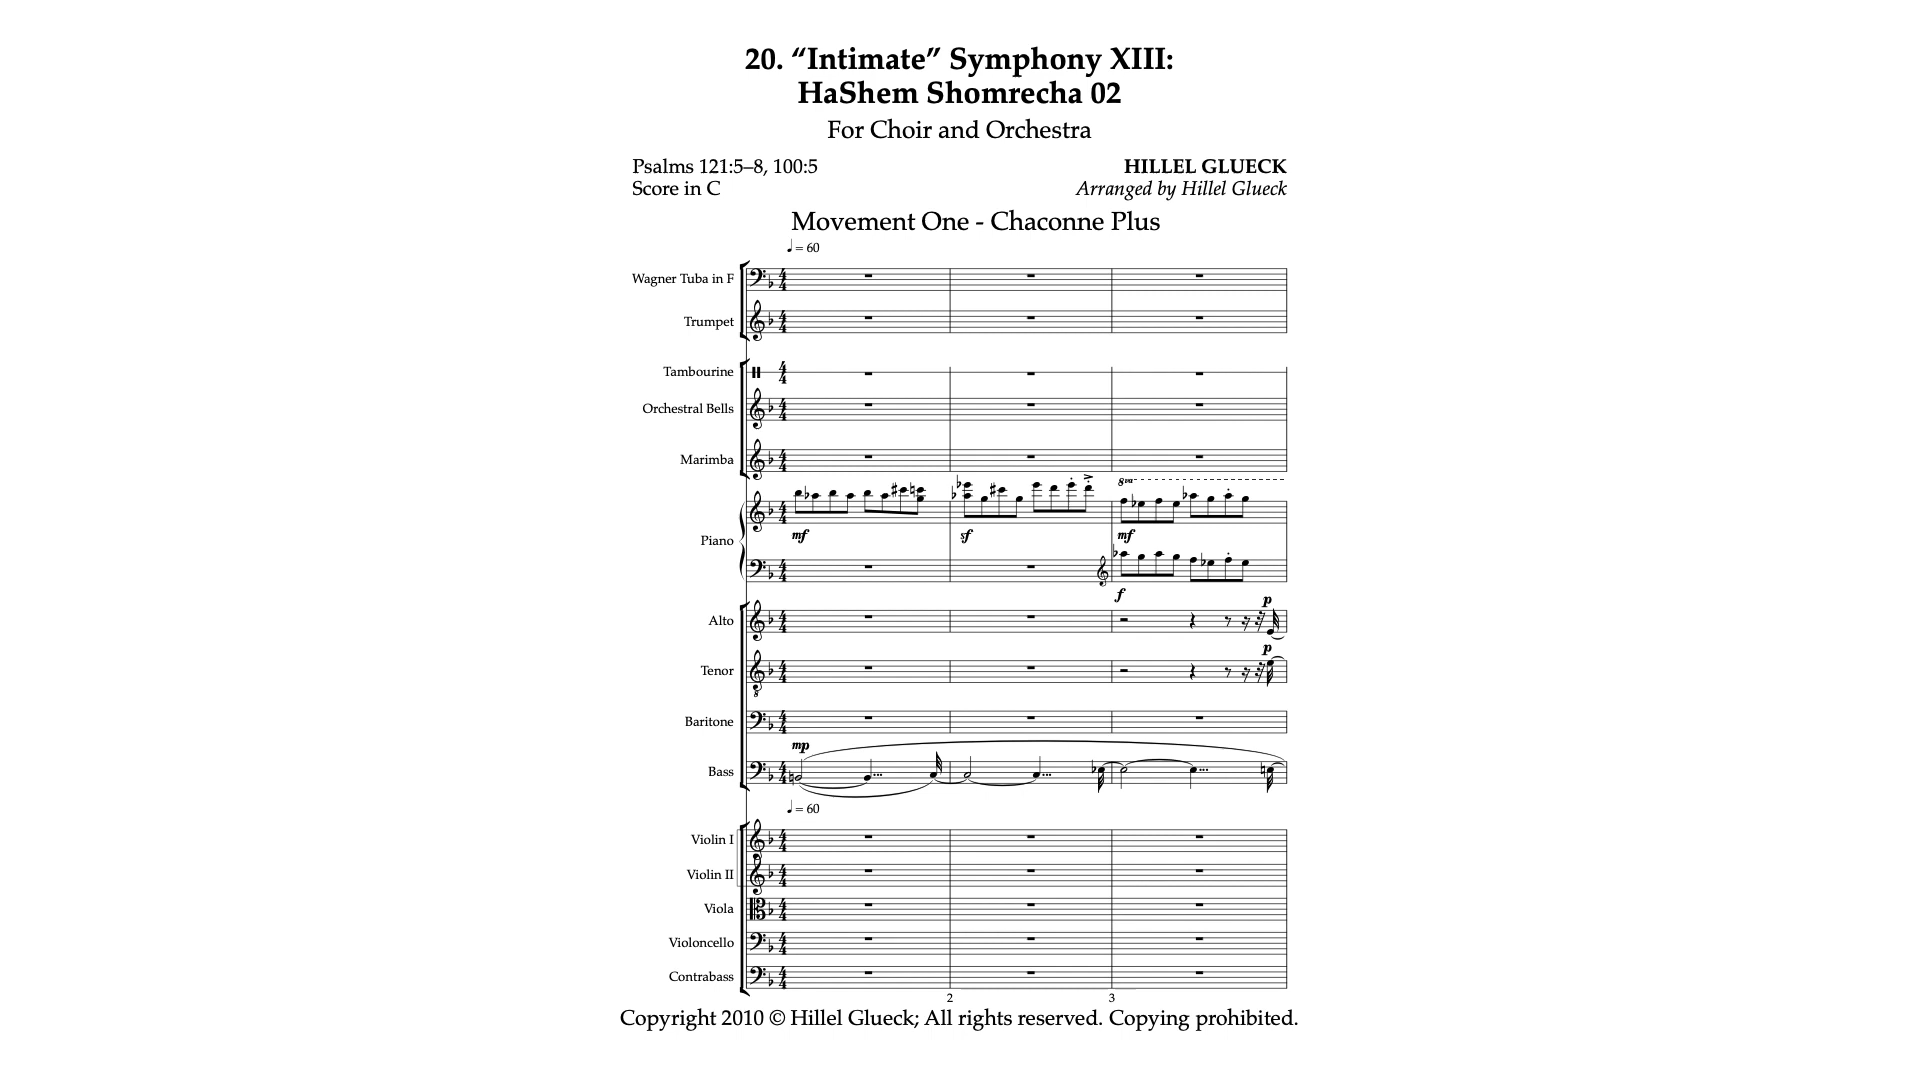 20. “Intimate” Symphony XIII:
HaShem Shomrecha 02
For Choir and Orchestra
Psalms 121:5–8, 100:5
HILLEL GLUECK
Score in C
Arranged by Hillel Glueck
Movement One - Chaconne Plus
♩ = 60
Wagner Tuba in F
Trumpet
Tambourine
Orchestral Bells
Marimba
8va
Piano
mf
sf
mf
f
Alto
p
Tenor
p
Baritone
Bass
mp
♩ = 60
Violin I
Violin II
Viola
Violoncello
Contrabass
2
3
Copyright 2010 © Hillel Glueck; All rights reserved. Copying prohibited.